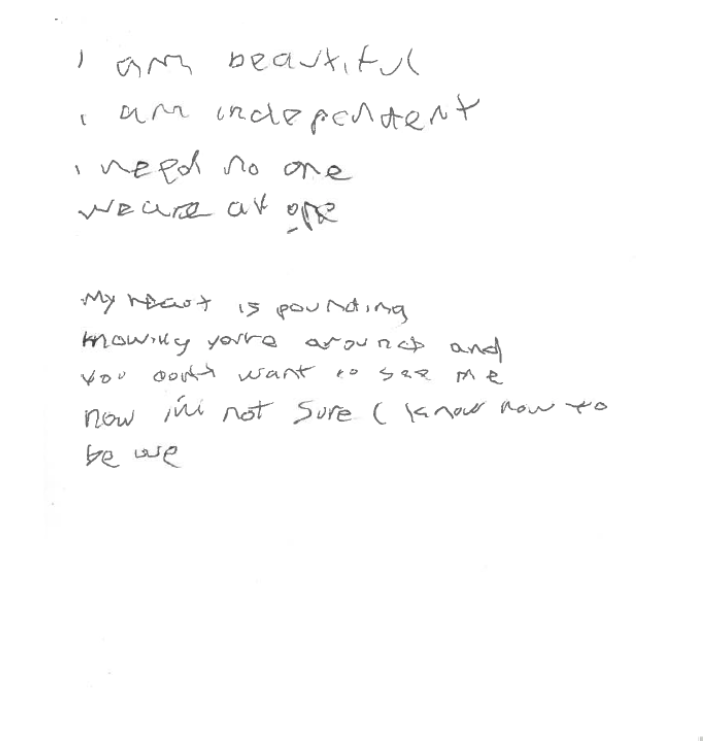 i am beautiful
i am independent
i need no one
we are at one
My heart is pounding
knowing you're around and
you don't want to see me
now i'm not sure i know how to
be we